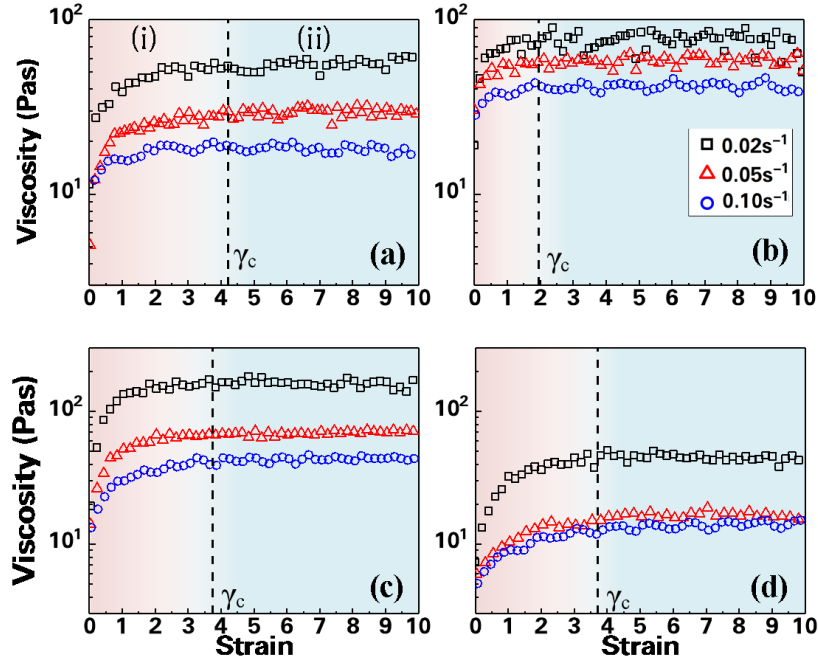 10²
10¹
Viscosity (Pas)
(i)
(ii)
γc
(a)
0 1 2 3 4 5 6 7 8 9 10
Strain
10²
10¹
0.02s⁻¹
0.05s⁻¹
0.10s⁻¹
γc
(b)
0 1 2 3 4 5 6 7 8 9 10
Strain
10²
10¹
Viscosity (Pas)
γc
(c)
0 1 2 3 4 5 6 7 8 9 10
Strain
10²
10¹
γc
(d)
0 1 2 3 4 5 6 7 8 9 10
Strain